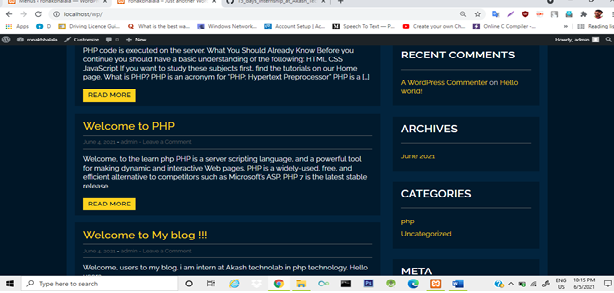 localhost/wp/
Apps
Driving Licence Guid...
What is the best wa...
Windows Network...
Account Setup | Ac...
Speech To Text — P...
Create your own Ch...
Online C Compiler -...
Reading list
Customize
0
New
Howdy, admin
PHP code is executed on the server. What You Should Already Know Before you
continue you should have a basic understanding of the following: HTML CSS
JavaScript If you want to study these subjects first, find the tutorials on our Home
page. What is PHP? PHP is an acronym for "PHP: Hypertext Preprocessor" PHP is a [...]
READ MORE
Welcome to PHP
June 4, 2021 • admin • Leave a Comment
Welcome, to the learn php PHP is a server scripting language, and a powerful tool
for making dynamic and interactive Web pages. PHP is a widely-used, free, and
efficient alternative to competitors such as Microsoft's ASP. PHP 7 is the latest stable
release.
READ MORE
Welcome to My blog !!!
June 4, 2021 • admin • Leave a Comment
Welcome, users to my blog, i am intern at Akash technolab in php technology. Hello
RECENT COMMENTS
A WordPress Commenter on Hello
world!
ARCHIVES
June 2021
CATEGORIES
php
Uncategorized
META
Type here to search
ENG
US
10:15 PM
6/5/2021